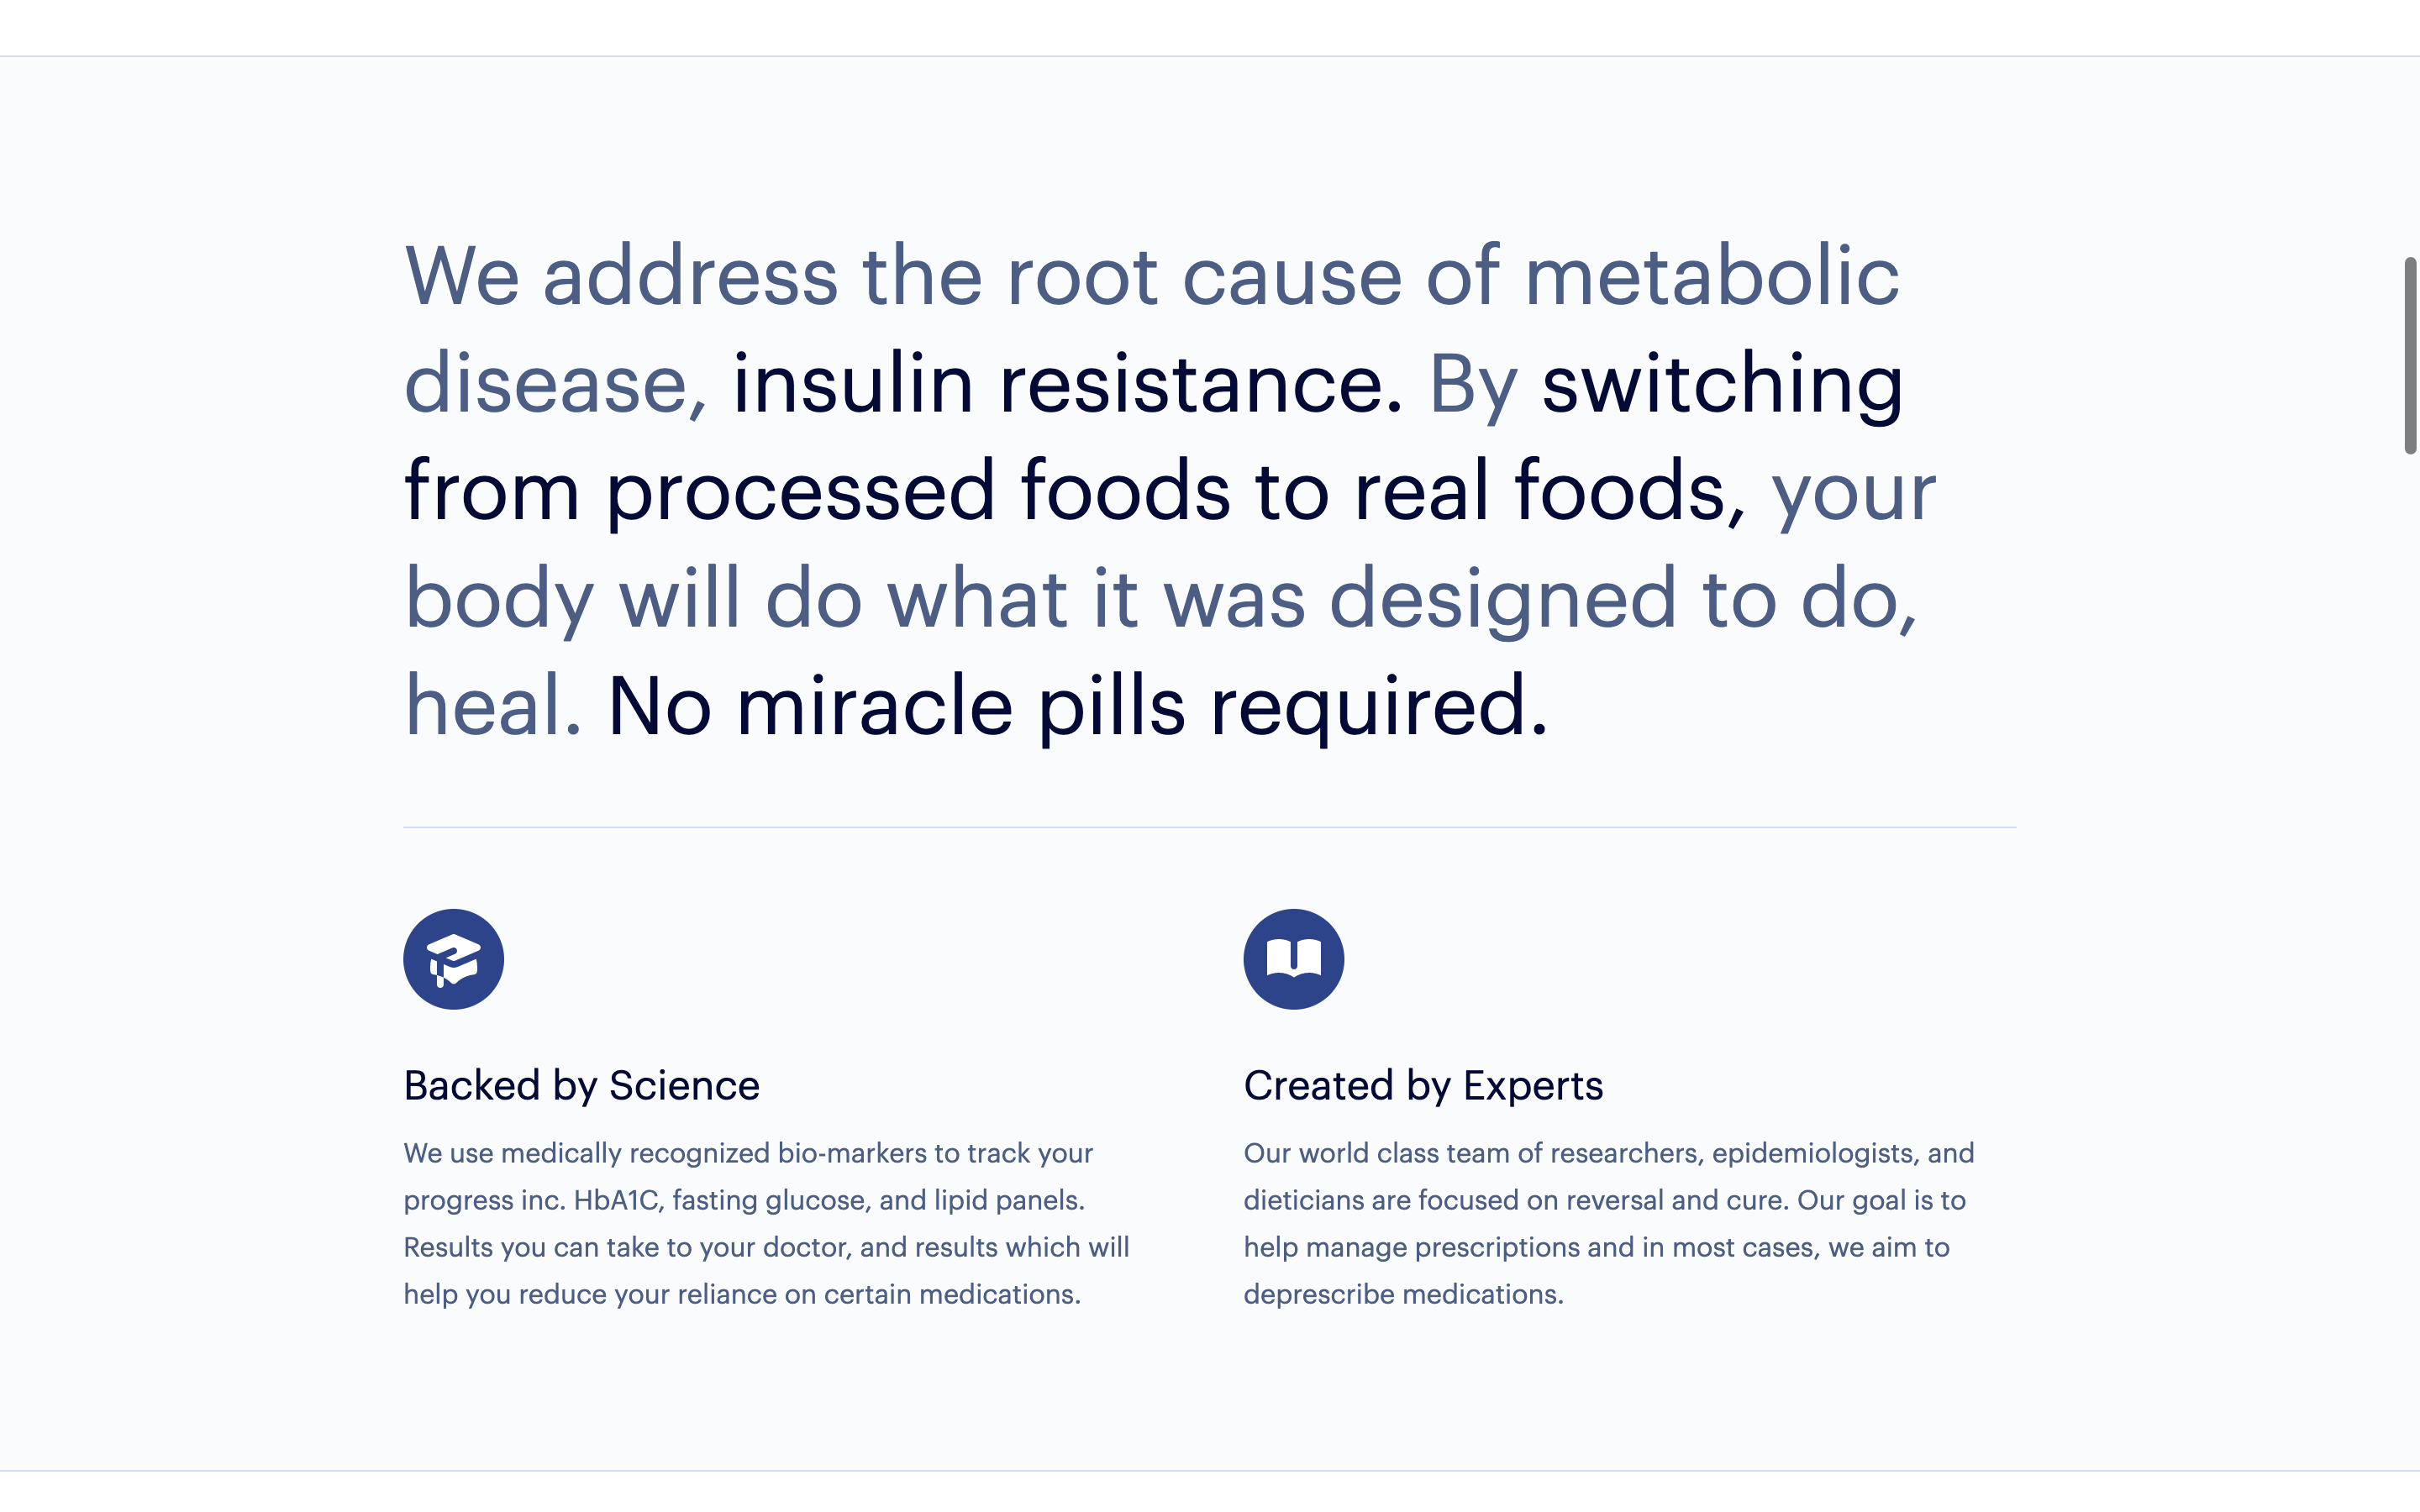 We address the root cause of metabolic
disease, insulin resistance. By switching
from processed foods to real foods, your
body will do what it was designed to do,
heal. No miracle pills required.
Backed by Science
We use medically recognized bio-markers to track your
progress inc. HbA1C, fasting glucose, and lipid panels.
Results you can take to your doctor, and results which will
help you reduce your reliance on certain medications.
Created by Experts
Our world class team of researchers, epidemiologists, and
dieticians are focused on reversal and cure. Our goal is to
help manage prescriptions and in most cases, we aim to
deprescribe medications.